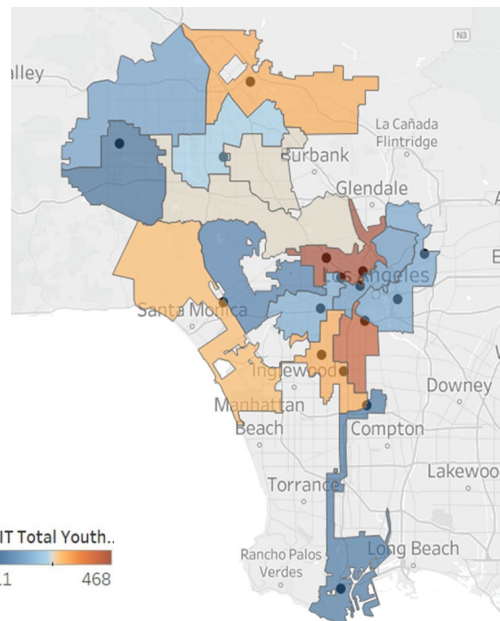 N3
alley
La Cañada
Flintridge
Burbank
Glendale
Los Angeles
Santa Monica
Inglewood
Downey
Manhattan
Beach
Compton
Lakewoo
Torrance
IT Total Youth..
468
Rancho Palos
Verdes
Long Beach